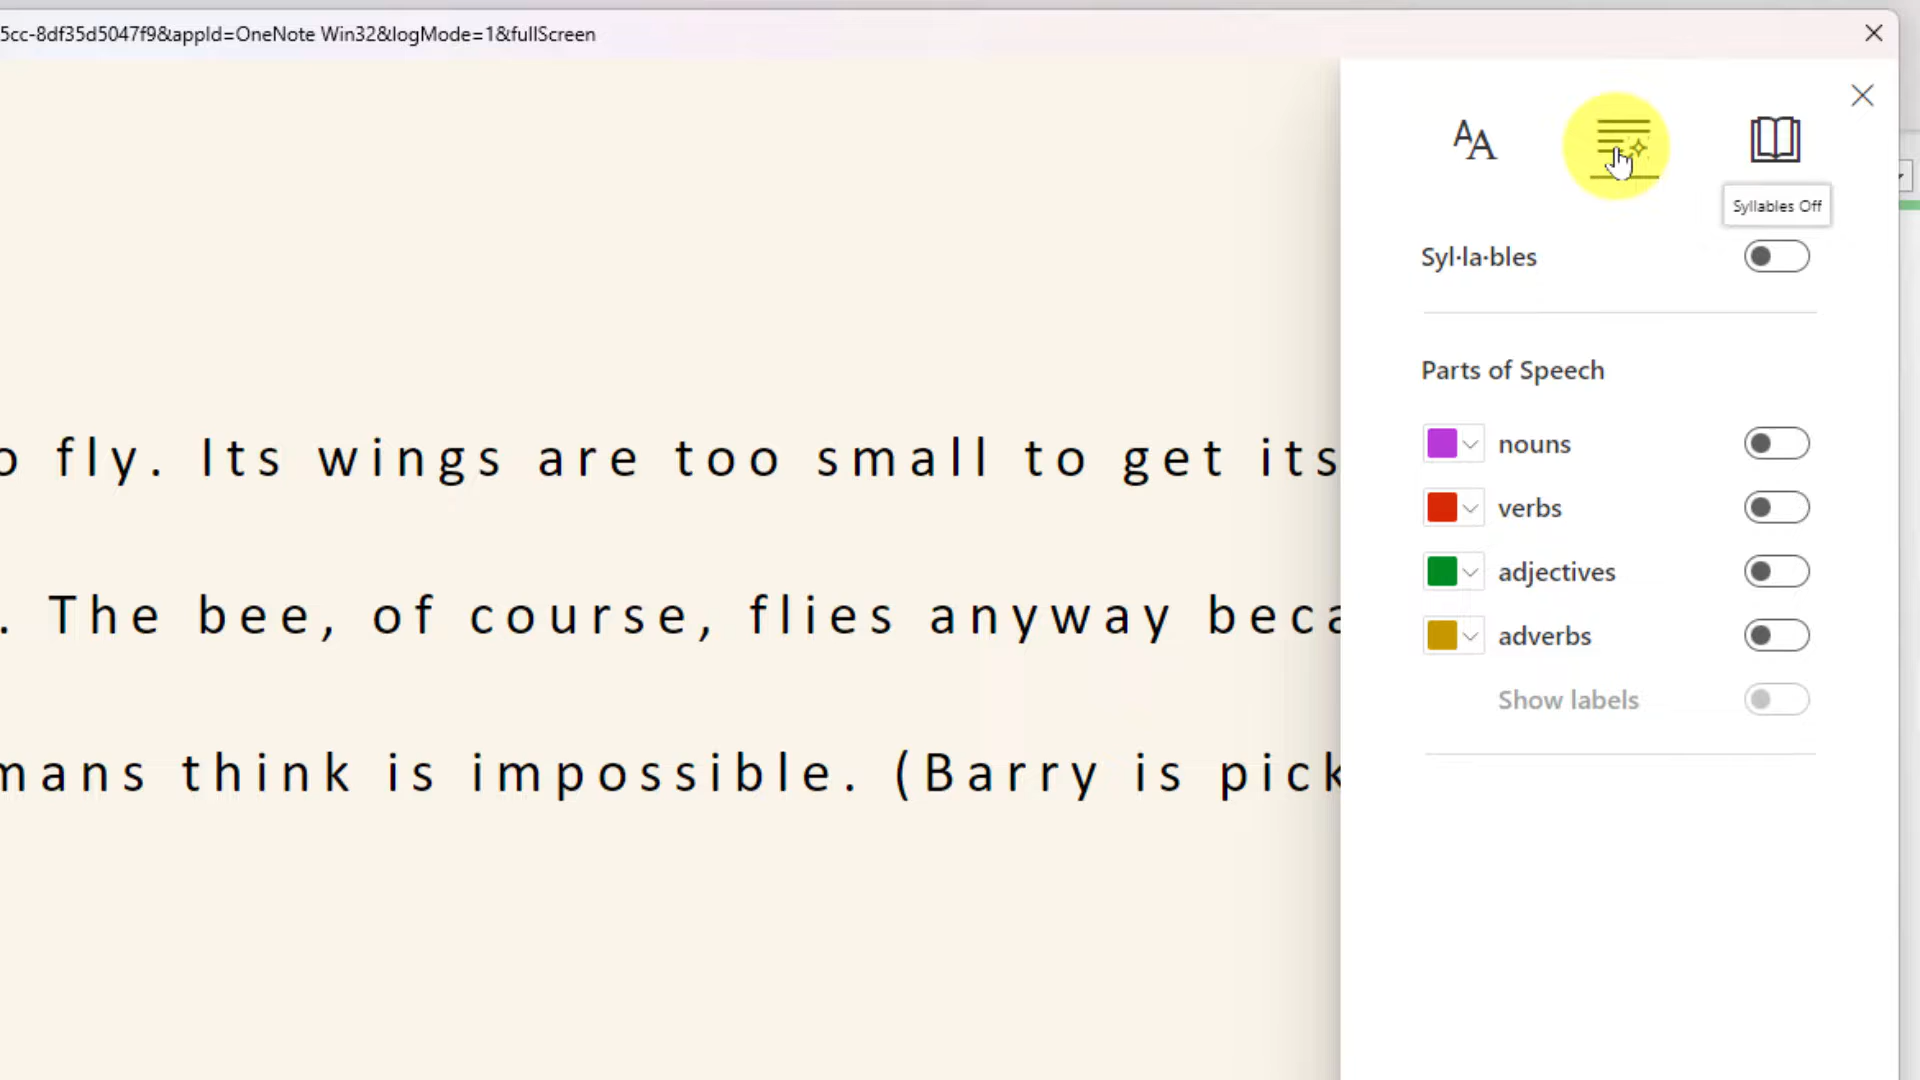 5cc-8df35d5047f9&appId=OneNote Win32&logMode=1&fullScreen
AA
Syllables Off
Syl·la·bles
Parts of Speech
nouns
verbs
adjectives
adverbs
Show labels
o fly. Its wings are too small to get its
. The bee, of course, flies anyway beca
mans think is impossible. (Barry is pick